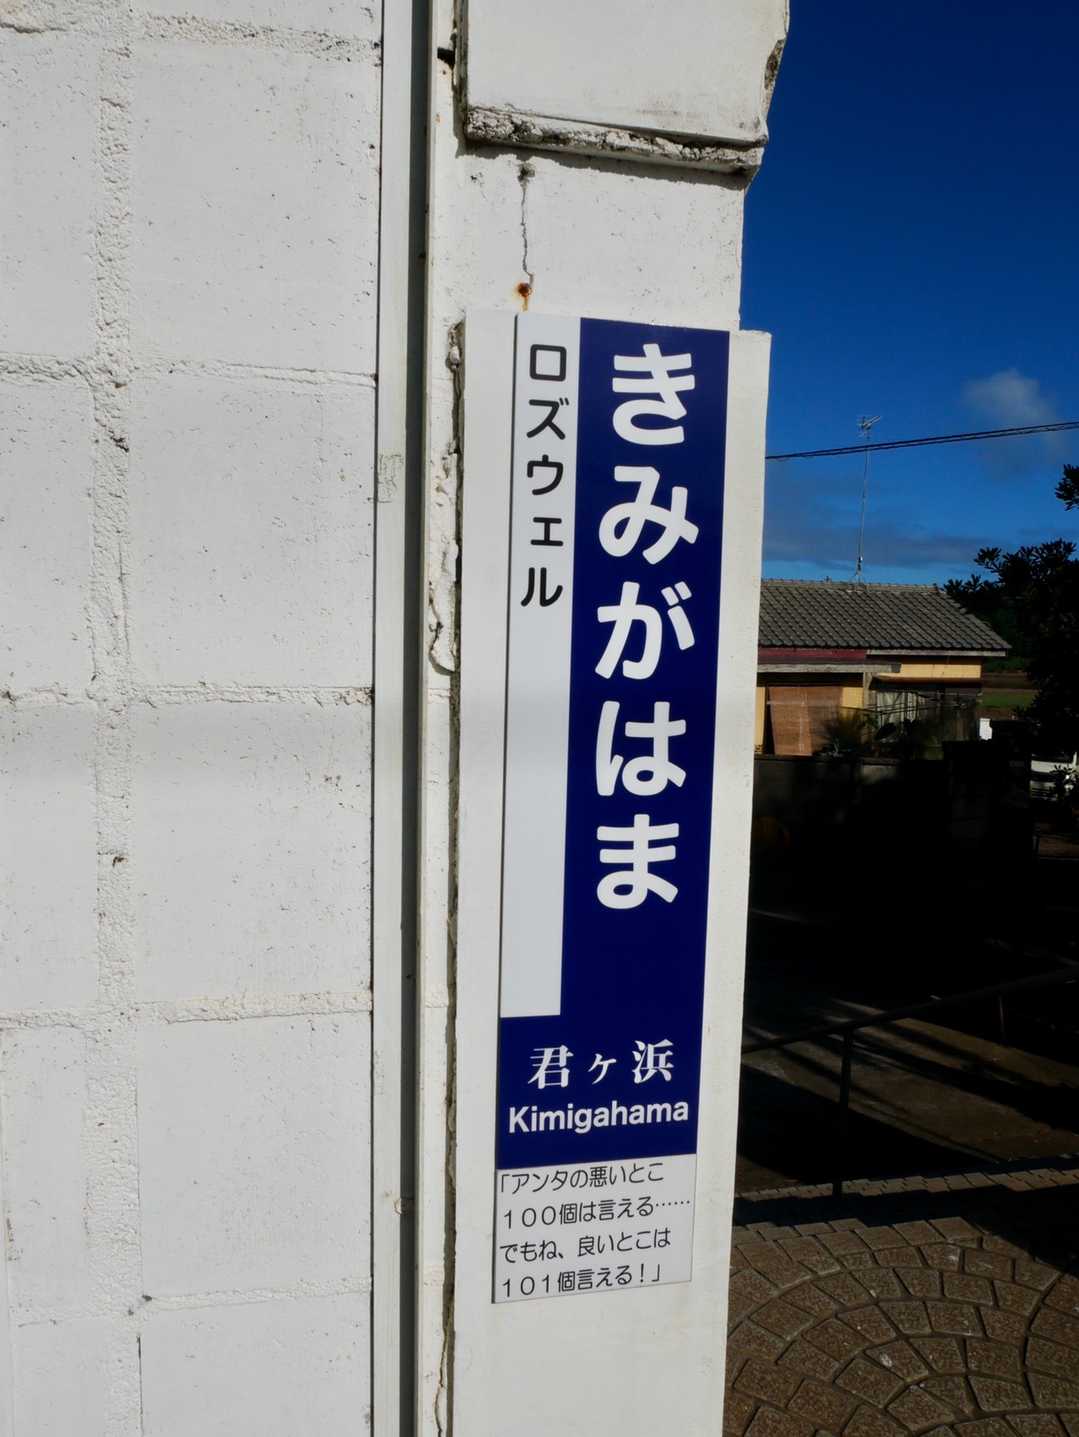 ロズウェル
きみがはま
君ヶ浜
Kimigahama
「アンタの悪いとこ
１００個は言える……
でもね、良いとこは
１０１個言える！」